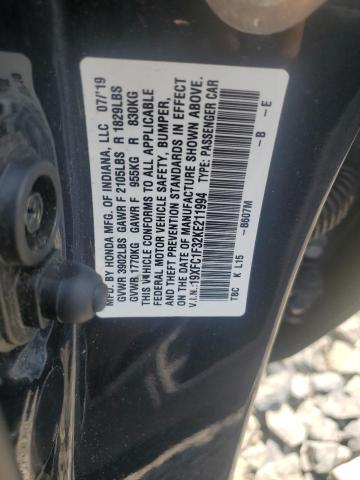 MFD. BY HONDA MFG. OF INDIANA, LLC 07/'19
GVWR 3902LBS GAWR F 2105LBS R 1829LBS
GVWR 1770KG GAWR F 955KG R 830KG
THIS VEHICLE CONFORMS TO ALL APPLICABLE
FEDERAL MOTOR VEHICLE SAFETY, BUMPER,
AND THEFT PREVENTION STANDARDS IN EFFECT
ON THE DATE OF MANUFACTURE SHOWN ABOVE.
V.I.N.:19XFC1F32KE211994 TYPE: PASSENGER CAR
-B607M -B -E
TBC K L15